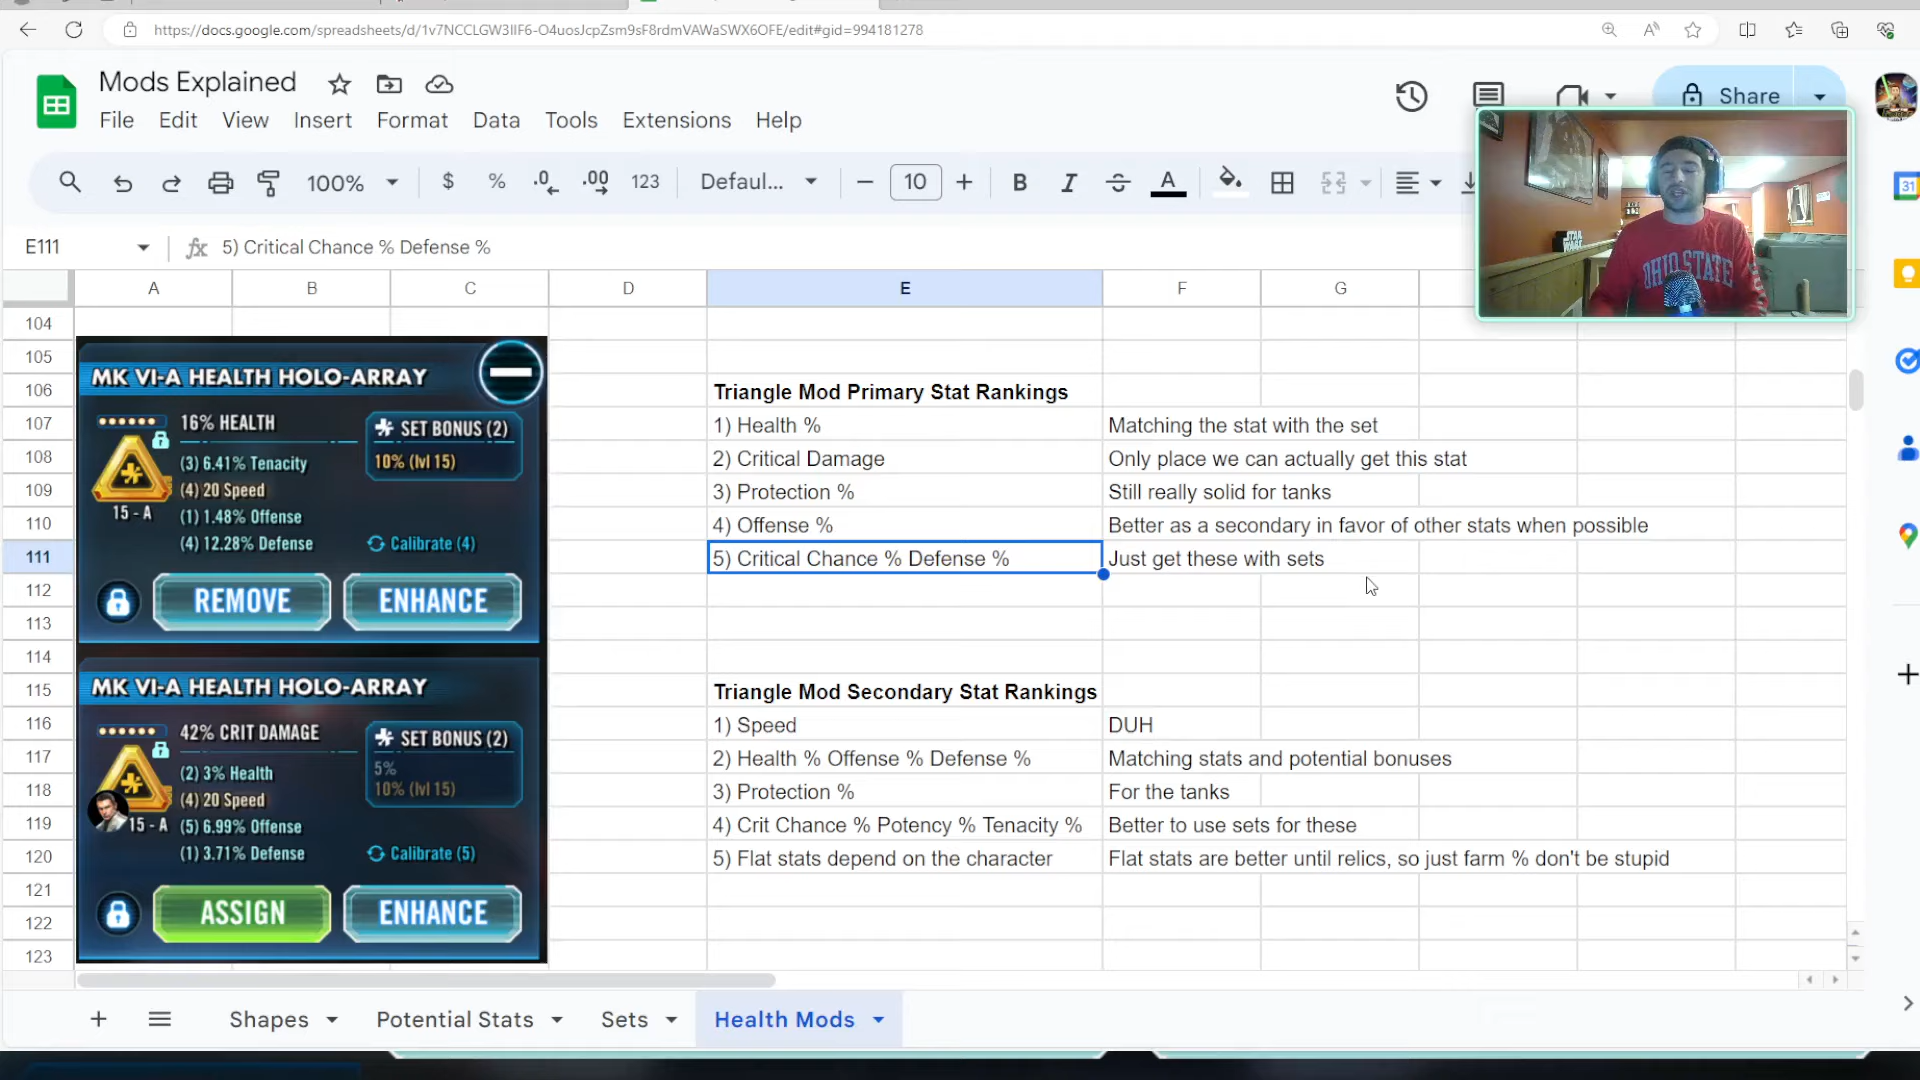 https://docs.google.com/spreadsheets/d/1v7NCCLGW3IIF6-O4uosJcpZsm9sF8rdmVAWaSWX6OFE/edit#gid=994181278
Mods Explained
File Edit View Insert Format Data Tools Extensions Help
Share
100% $ % .0 .00 123 Defaul... 10 B I S A
31
E111 fx 5) Critical Chance % Defense %
A B C D E F G
104
105
106 Triangle Mod Primary Stat Rankings
107 1) Health % Matching the stat with the set
108 2) Critical Damage Only place we can actually get this stat
109 3) Protection % Still really solid for tanks
110 4) Offense % Better as a secondary in favor of other stats when possible
111 5) Critical Chance % Defense % Just get these with sets
112
113
114
115 Triangle Mod Secondary Stat Rankings
116 1) Speed DUH
117 2) Health % Offense % Defense % Matching stats and potential bonuses
118 3) Protection % For the tanks
119 4) Crit Chance % Potency % Tenacity % Better to use sets for these
120 5) Flat stats depend on the character Flat stats are better until relics, so just farm % don't be stupid
121
122
123
MK VI-A HEALTH HOLO-ARRAY
16% HEALTH
SET BONUS (2)
10% (lvl 15)
(3) 6.41% Tenacity
(4) 20 Speed
(1) 1.48% Offense
(4) 12.28% Defense
15 - A
Calibrate (4)
REMOVE ENHANCE
MK VI-A HEALTH HOLO-ARRAY
42% CRIT DAMAGE
SET BONUS (2)
5%
10% (lvl 15)
(2) 3% Health
(4) 20 Speed
(5) 6.99% Offense
(1) 3.71% Defense
15 - A
Calibrate (5)
ASSIGN ENHANCE
STAR WARS
OHIO STATE
Shapes Potential Stats Sets Health Mods